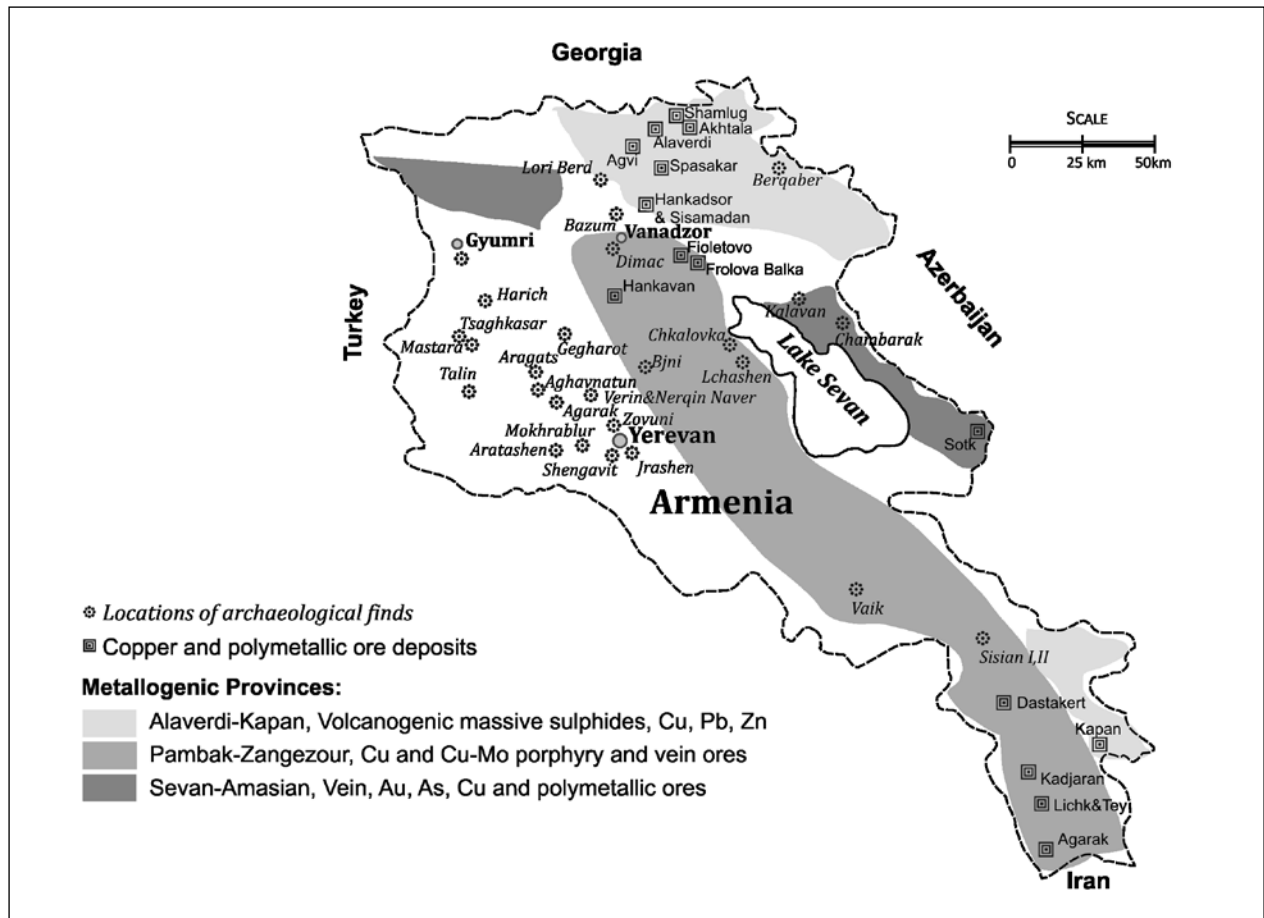 Georgia
SCALE
0 25 km 50km
Shamlug
Akhtala
Alaverdi
Agvi
Spasakar
Lori Berd
Berqaber
Hankadsor
& Sisamadan
Bazum
Vanadzor
Gyumri
Dimac
Fioletovo
Frolova Balka
Azerbaijan
Turkey
Hankavan
Harich
Kalavan
Tsaghkasar
Mastara
Gegharot
Chkalovka
Chambarak
Lake Sevan
Aragats
Bjni
Lchashen
Talin
Aghavnatun
Verin&Nerqin Naver
Agarak
Zovuni
Mokhrablur
Yerevan
Aratashen
Shengavit
Jrashen
Sotk
Armenia
Vaik
Locations of archaeological finds
Sisian I,II
Copper and polymetallic ore deposits
Metallogenic Provinces:
Dastakert
Alaverdi-Kapan, Volcanogenic massive sulphides, Cu, Pb, Zn
Kapan
Pambak-Zangezour, Cu and Cu-Mo porphyry and vein ores
Kadjaran
Sevan-Amasian, Vein, Au, As, Cu and polymetallic ores
Lichk&Tey
Agarak
Iran